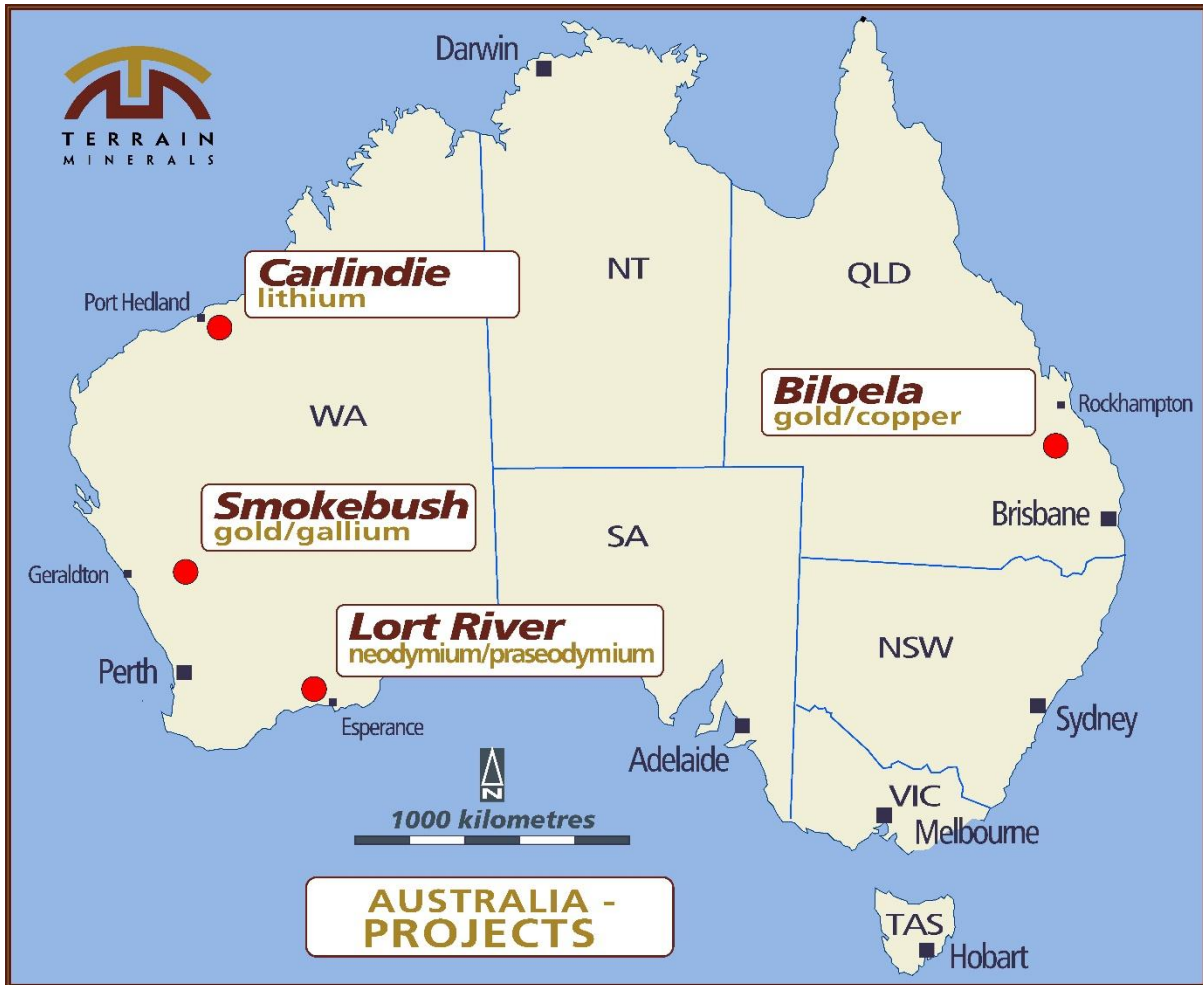 TERRAIN
MINERALS
Darwin
Carlindie
lithium
Port Hedland
NT
QLD
WA
Biloela
gold/copper
Rockhampton
Smokebush
gold/gallium
Brisbane
SA
Geraldton
Lort River
neodymium/praseodymium
NSW
Perth
Esperance
Sydney
Adelaide
N
1000 kilometres
VIC
Melbourne
AUSTRALIA -
PROJECTS
TAS
Hobart